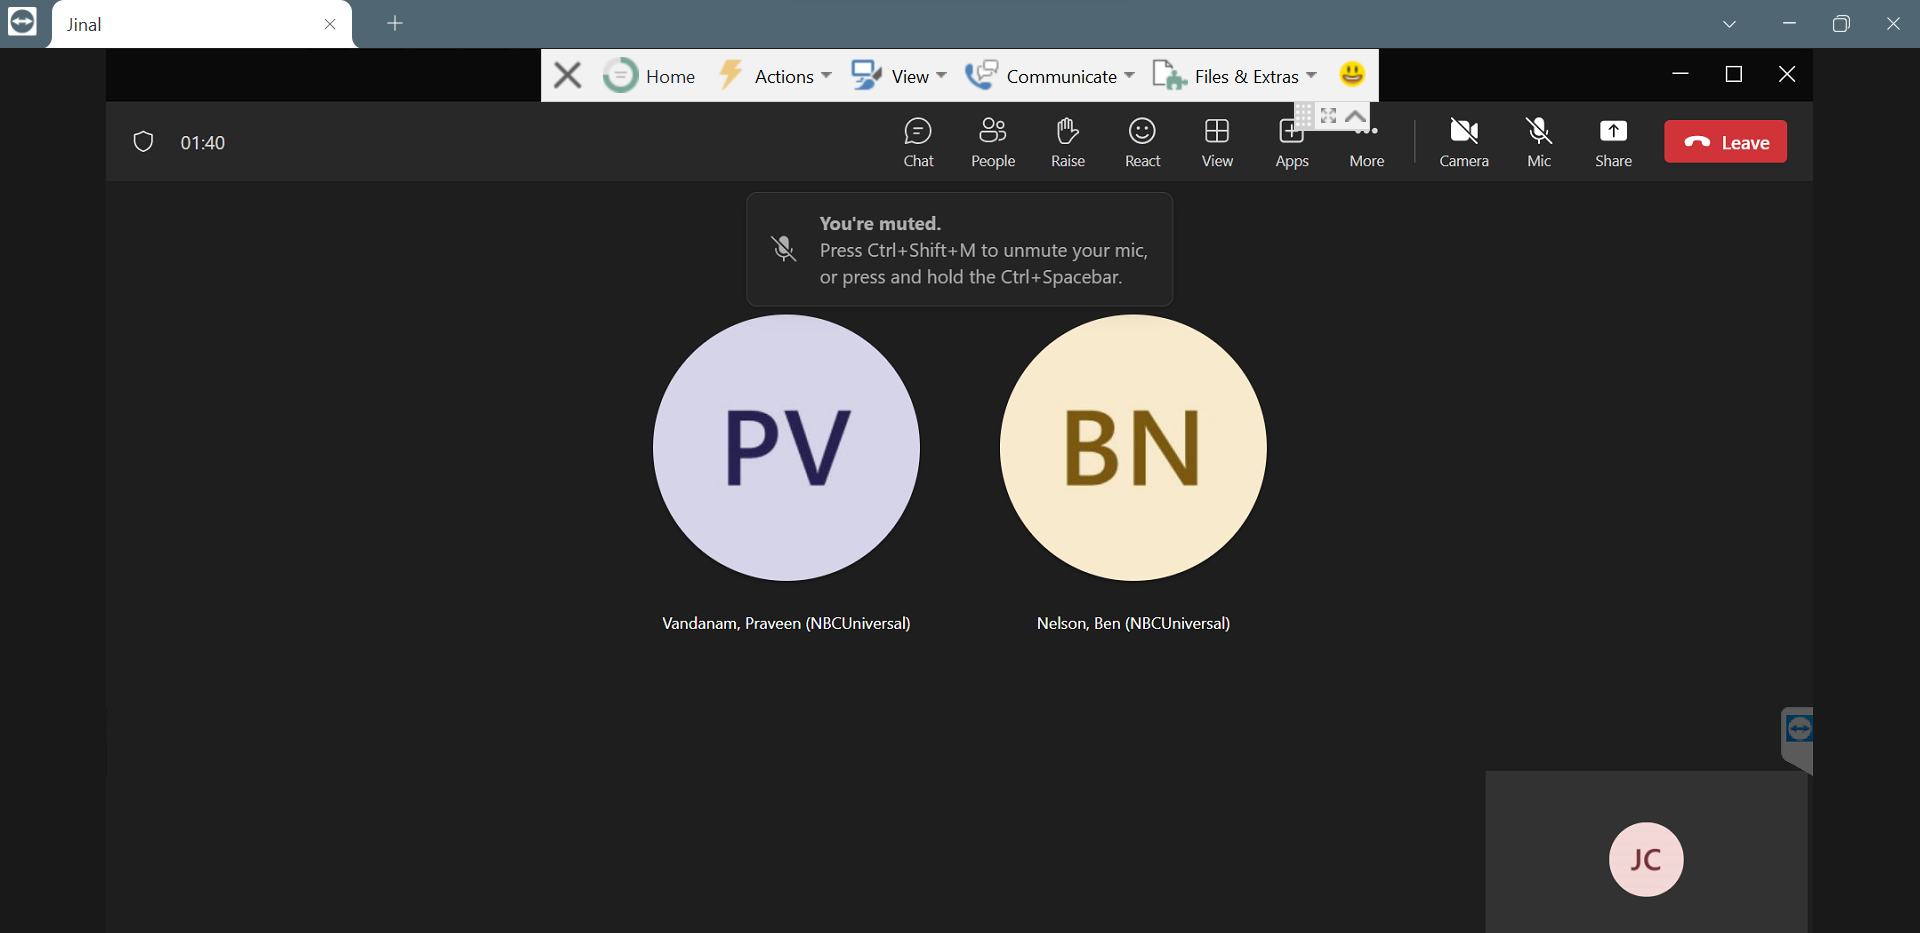 Jinal
Home Actions View Communicate Files & Extras
01:40
Chat People Raise React View Apps More Camera Mic Share Leave
You're muted.
Press Ctrl+Shift+M to unmute your mic,
or press and hold the Ctrl+Spacebar.
PV BN
Vandanam, Praveen (NBCUniversal) Nelson, Ben (NBCUniversal)
JC